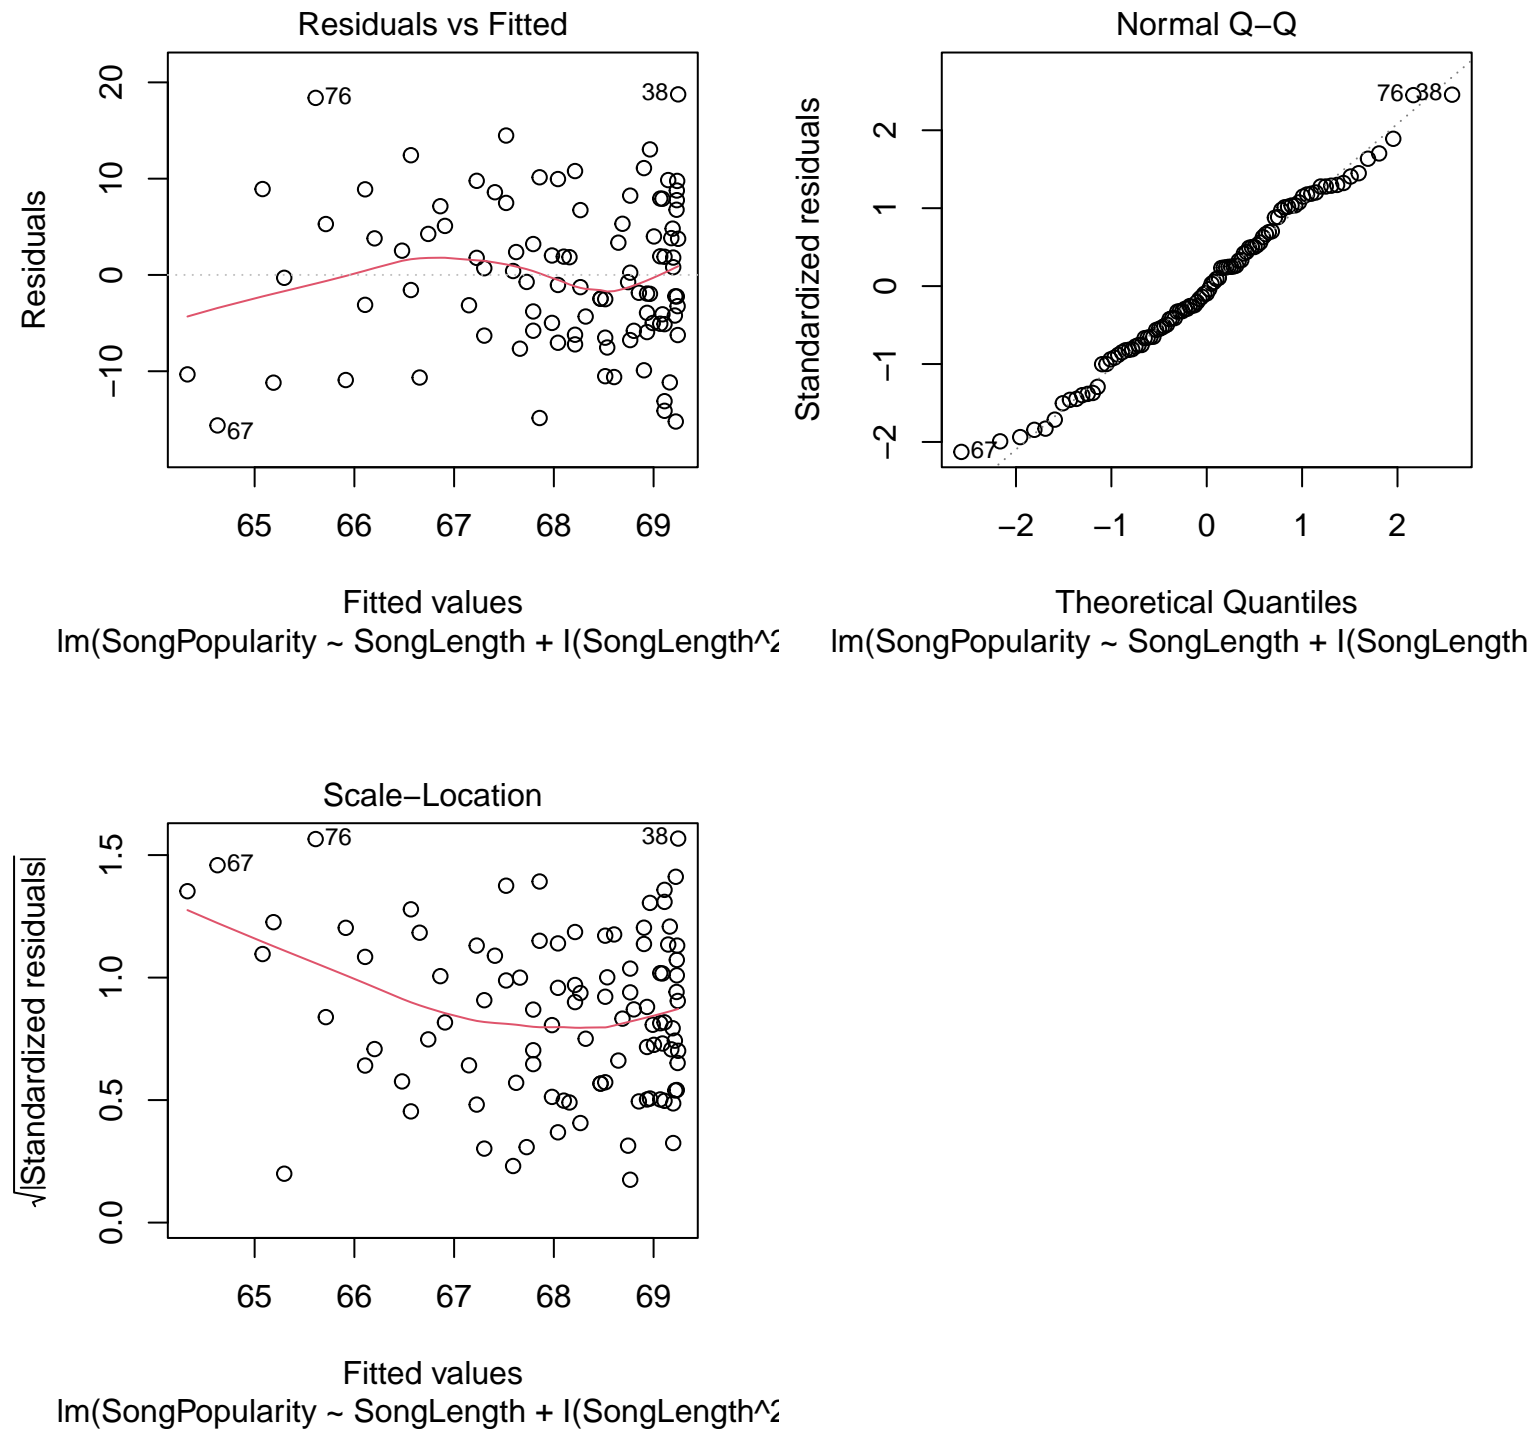 Residuals vs Fitted
Residuals
20
10
0
−10
76
38
67
65 66 67 68 69
Fitted values
lm(SongPopularity ~ SongLength + I(SongLength^2
Normal Q−Q
Standardized residuals
2
1
0
−1
−2
76
38
67
−2 −1 0 1 2
Theoretical Quantiles
lm(SongPopularity ~ SongLength + I(SongLength
Scale−Location
√|Standardized residuals|
1.5
1.0
0.5
0.0
67
76
38
65 66 67 68 69
Fitted values
lm(SongPopularity ~ SongLength + I(SongLength^2